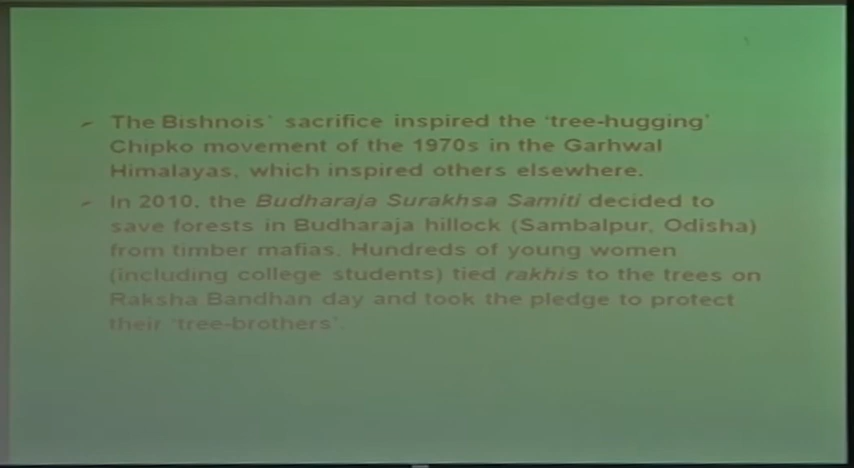 The Bishnois' sacrifice inspired the 'tree-hugging'
Chipko movement of the 1970s in the Garhwal
Himalayas, which inspired others elsewhere.
In 2010, the Budharaja Surakhsa Samiti decided to
save forests in Budharaja hillock (Sambalpur, Odisha)
from timber mafias. Hundreds of young women
(including college students) tied rakhis to the trees on
Raksha Bandhan day and took the pledge to protect
their 'tree-brothers'.